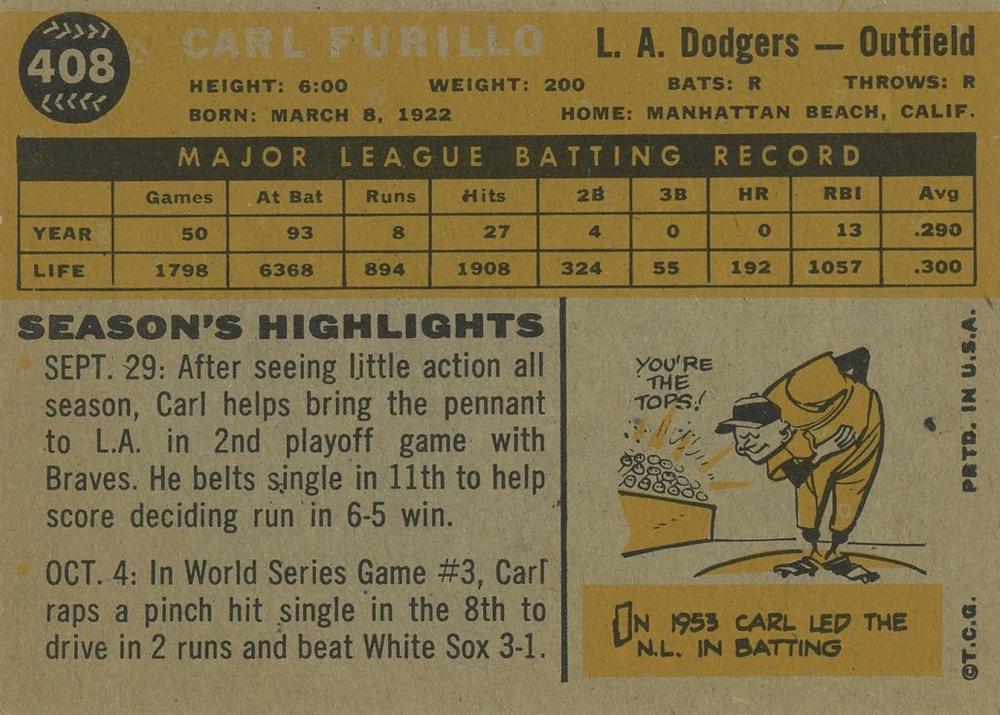 408
CARL FURILLO
L. A. Dodgers — Outfield
HEIGHT: 6:00 WEIGHT: 200 BATS: R THROWS: R
BORN: MARCH 8, 1922 HOME: MANHATTAN BEACH, CALIF.
MAJOR LEAGUE BATTING RECORD
Games At Bat Runs Hits 2B 3B HR RBI Avg
YEAR 50 93 8 27 4 0 0 13 .290
LIFE 1798 6368 894 1908 324 55 192 1057 .300
SEASON'S HIGHLIGHTS
SEPT. 29: After seeing little action all
season, Carl helps bring the pennant
to L.A. in 2nd playoff game with
Braves. He belts single in 11th to help
score deciding run in 6-5 win.
OCT. 4: In World Series Game #3, Carl
raps a pinch hit single in the 8th to
drive in 2 runs and beat White Sox 3-1.
YOU'RE
THE
TOPS!
IN 1953 CARL LED THE
N.L. IN BATTING
©T.C.G. PRTD. IN U.S.A.